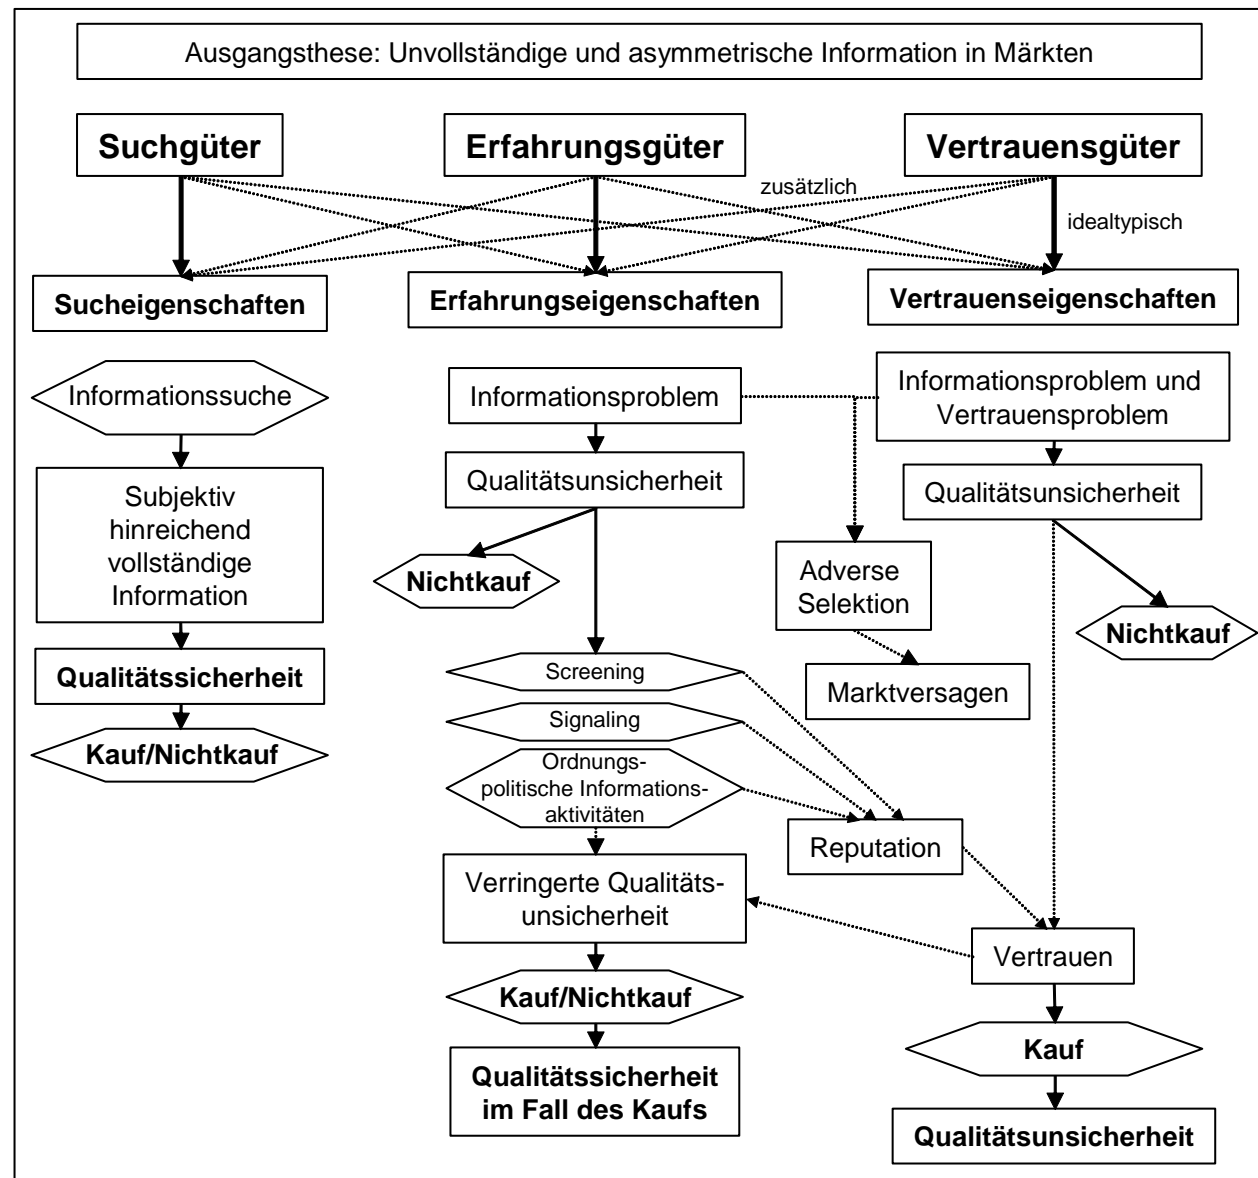 Ausgangsthese: Unvollständige und asymmetrische Information in Märkten
Suchgüter
Erfahrungsgüter
Vertrauensgüter
zusätzlich
idealtypisch
Sucheigenschaften
Erfahrungseigenschaften
Vertrauenseigenschaften
Informationssuche
Subjektiv
hinreichend
vollständige
Information
Qualitätssicherheit
Kauf/Nichtkauf
Informationsproblem
Qualitätsunsicherheit
Nichtkauf
Screening
Signaling
Ordnungs-
politische Informations-
aktivitäten
Verringerte Qualitäts-
unsicherheit
Kauf/Nichtkauf
Qualitätssicherheit
im Fall des Kaufs
Adverse
Selektion
Marktversagen
Reputation
Informationsproblem und
Vertrauensproblem
Qualitätsunsicherheit
Nichtkauf
Vertrauen
Kauf
Qualitätsunsicherheit